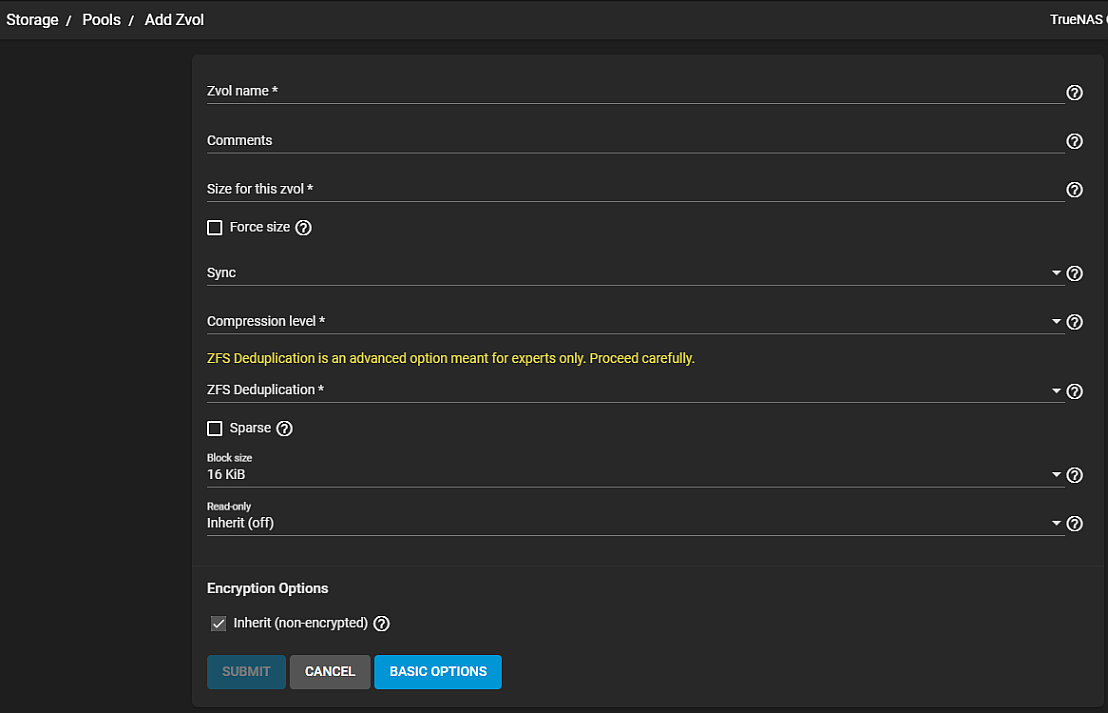 Storage / Pools / Add Zvol
TrueNAS
Zvol name *
Comments
Size for this zvol *
Force size
Sync
Compression level *
ZFS Deduplication is an advanced option meant for experts only. Proceed carefully.
ZFS Deduplication *
Sparse
Block size
16 KiB
Read-only
Inherit (off)
Encryption Options
Inherit (non-encrypted)
SUBMIT CANCEL BASIC OPTIONS